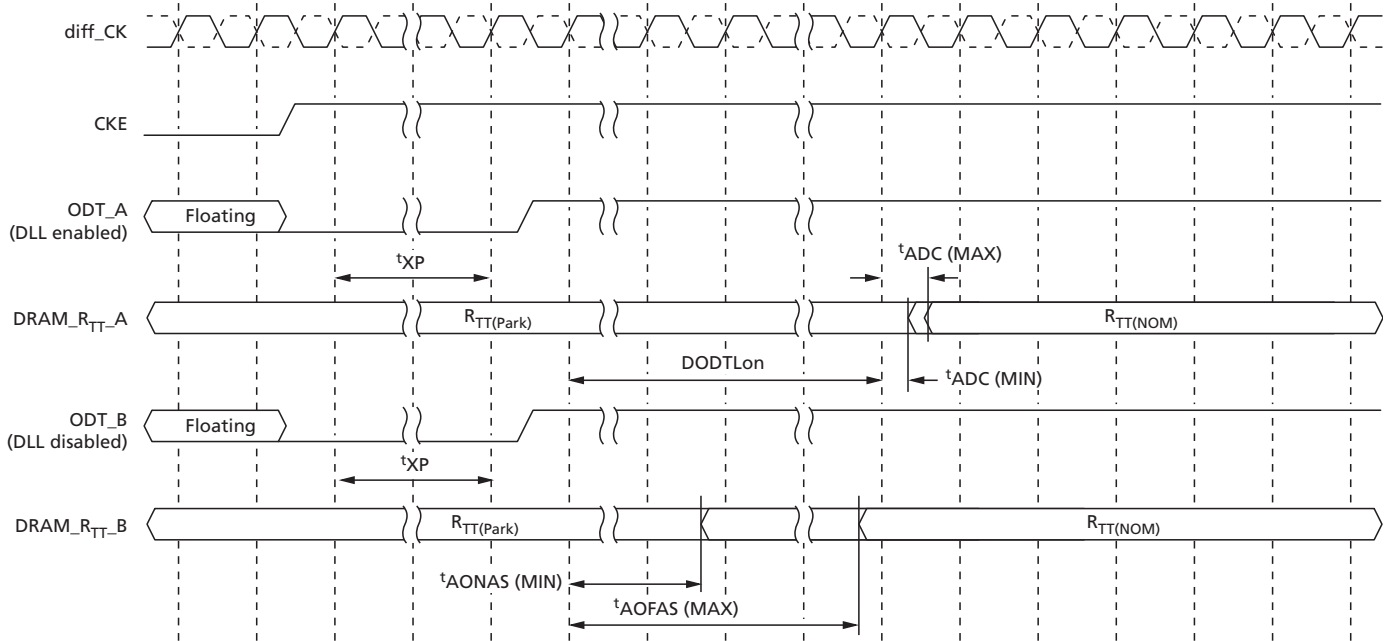 diff_CK
CKE
ODT_A
(DLL enabled)
Floating
tXP
tADC (MAX)
DRAM_RTT_A
RTT(Park)
RTT(NOM)
DODTLon
tADC (MIN)
ODT_B
(DLL disabled)
Floating
tXP
DRAM_RTT_B
RTT(Park)
RTT(NOM)
tAONAS (MIN)
tAOFAS (MAX)